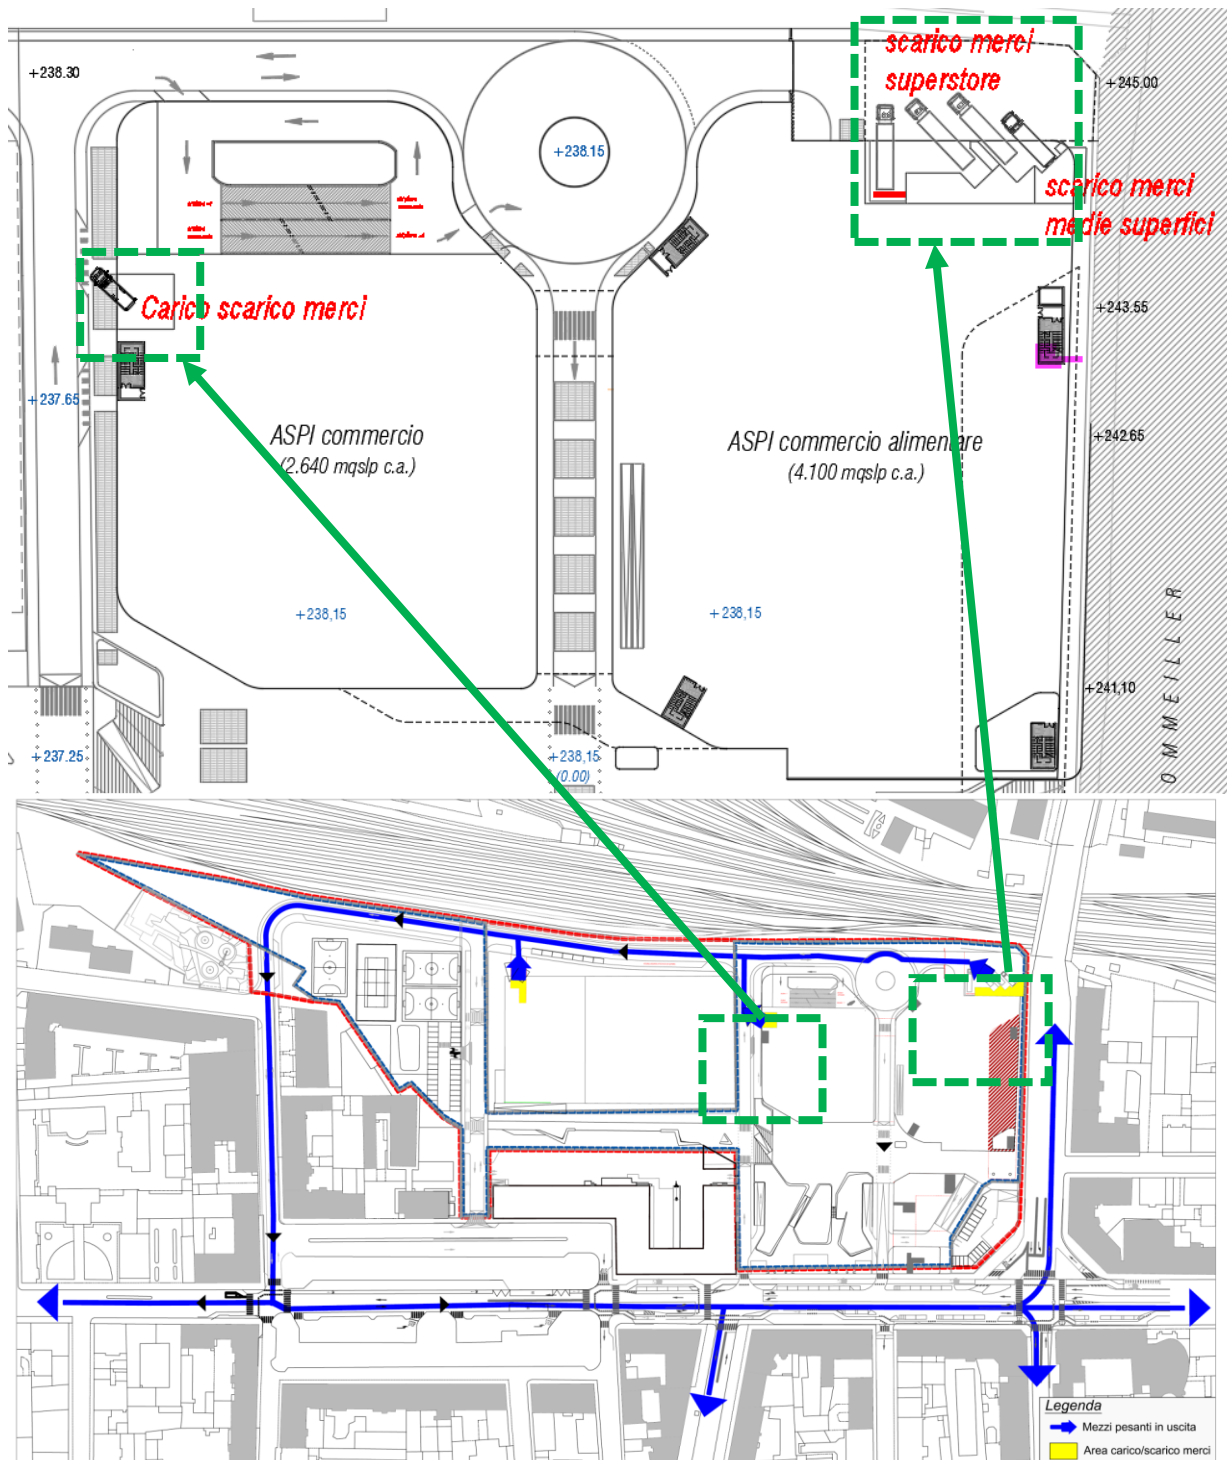 scarico merci
superstore
+238.30
+245.00
+238.15
scarico merci
medie superfici
Carico scarico merci
+243.55
+237.65
ASPI commercio
(2.640 mqslp c.a.)
ASPI commercio alimentare
(4.100 mqslp c.a.)
+242.65
+238,15
+238,15
OMMEILLER
+241,10
+237.25
+238,15
(0.00)
Legenda
Mezzi pesanti in uscita
Area carico/scarico merci